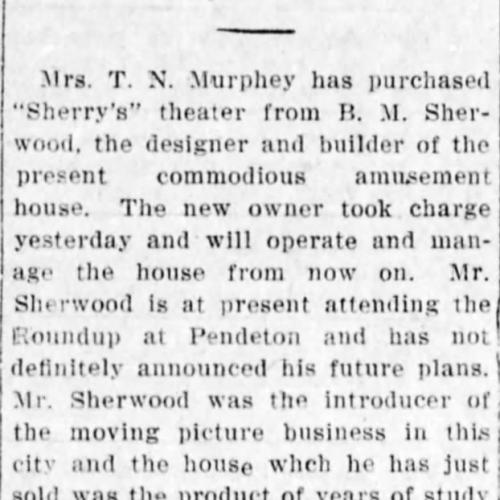 Mrs. T. N. Murphey has purchased
"Sherry's" theater from B. M. Sher-
wood, the designer and builder of the
present commodious amusement
house. The new owner took charge
yesterday and will operate and man-
age the house from now on. Mr.
Sherwood is at present attending the
Roundup at Pendeton and has not
definitely announced his future plans.
Mr. Sherwood was the introducer of
the moving picture business in this
city and the house whch he has just
sold was the product of years of study